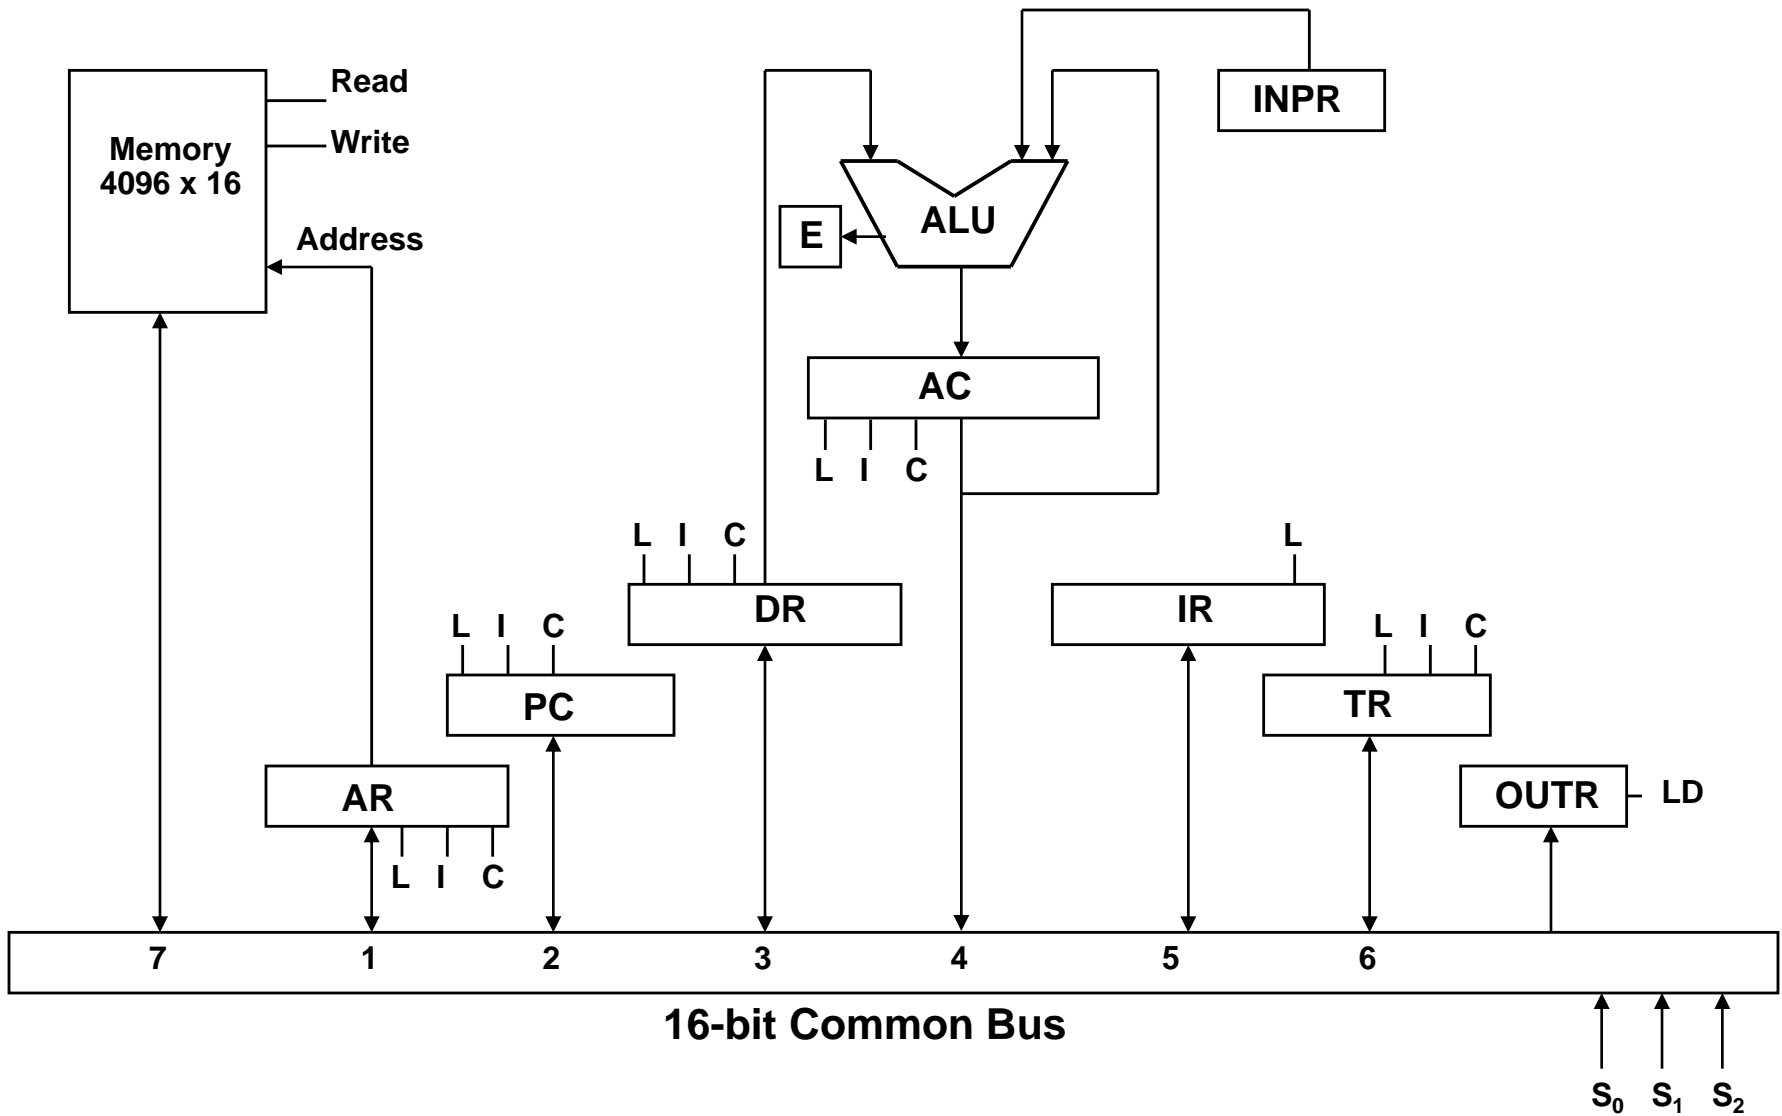 Read
Write
Memory
4096 x 16
Address
INPR
ALU
E
AC
L I C
L I C
DR
L
IR
L I C
PC
L I C
TR
AR
L I C
OUTR
LD
7 1 2 3 4 5 6
16-bit Common Bus
S0 S1 S2